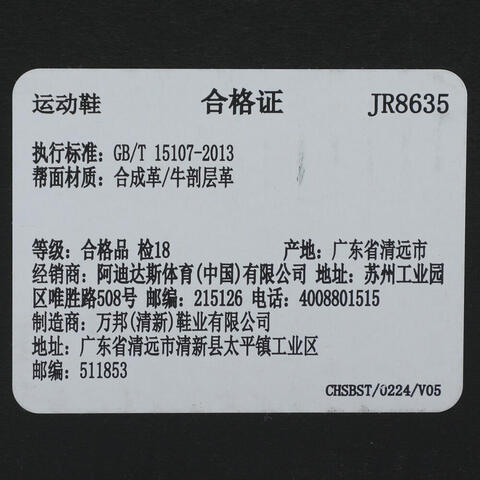 运动鞋 合格证 JR8635
执行标准：GB/T 15107-2013
帮面材质：合成革/牛剖层革
等级：合格品 检18 产地：广东省清远市
经销商：阿迪达斯体育(中国)有限公司 地址：苏州工业园
区唯胜路508号 邮编：215126 电话：4008801515
制造商：万邦(清新)鞋业有限公司
地址：广东省清远市清新县太平镇工业区
邮编：511853
CHSBST/0224/V05